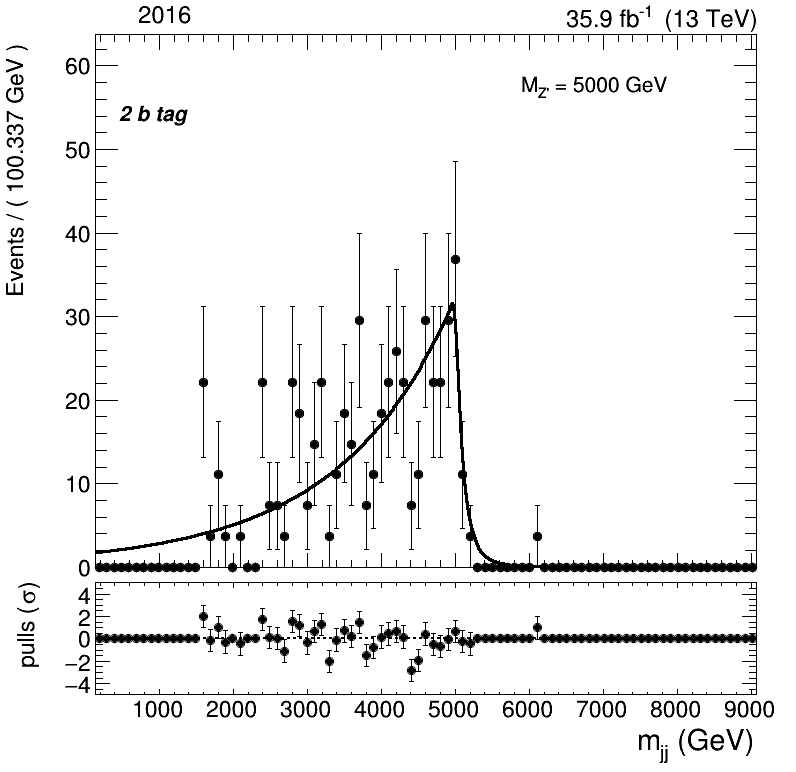 2016
35.9 fb⁻¹ (13 TeV)
Events / ( 100.337 GeV )
60
50
40
30
20
10
0
2 b tag
M_Z' = 5000 GeV
pulls (σ)
4
2
0
−2
−4
1000 2000 3000 4000 5000 6000 7000 8000 9000
m_jj (GeV)